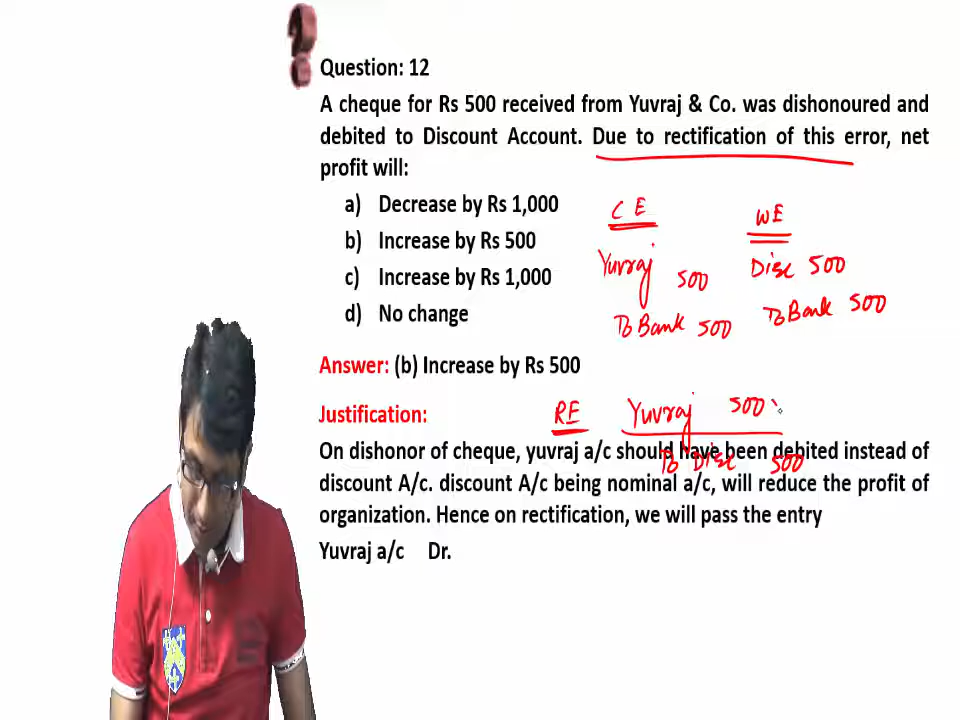 Question: 12
A cheque for Rs 500 received from Yuvraj & Co. was dishonoured and
debited to Discount Account. Due to rectification of this error, net
profit will:
a) Decrease by Rs 1,000
b) Increase by Rs 500
c) Increase by Rs 1,000
d) No change
C E
Yuvraj 500
To Bank 500
WE
Disc 500
To Bank 500
Answer: (b) Increase by Rs 500
Justification:
RE Yuvraj 500
To Disc 500
On dishonor of cheque, yuvraj a/c should have been debited instead of
discount A/c. discount A/c being nominal a/c, will reduce the profit of
organization. Hence on rectification, we will pass the entry
Yuvraj a/c Dr.